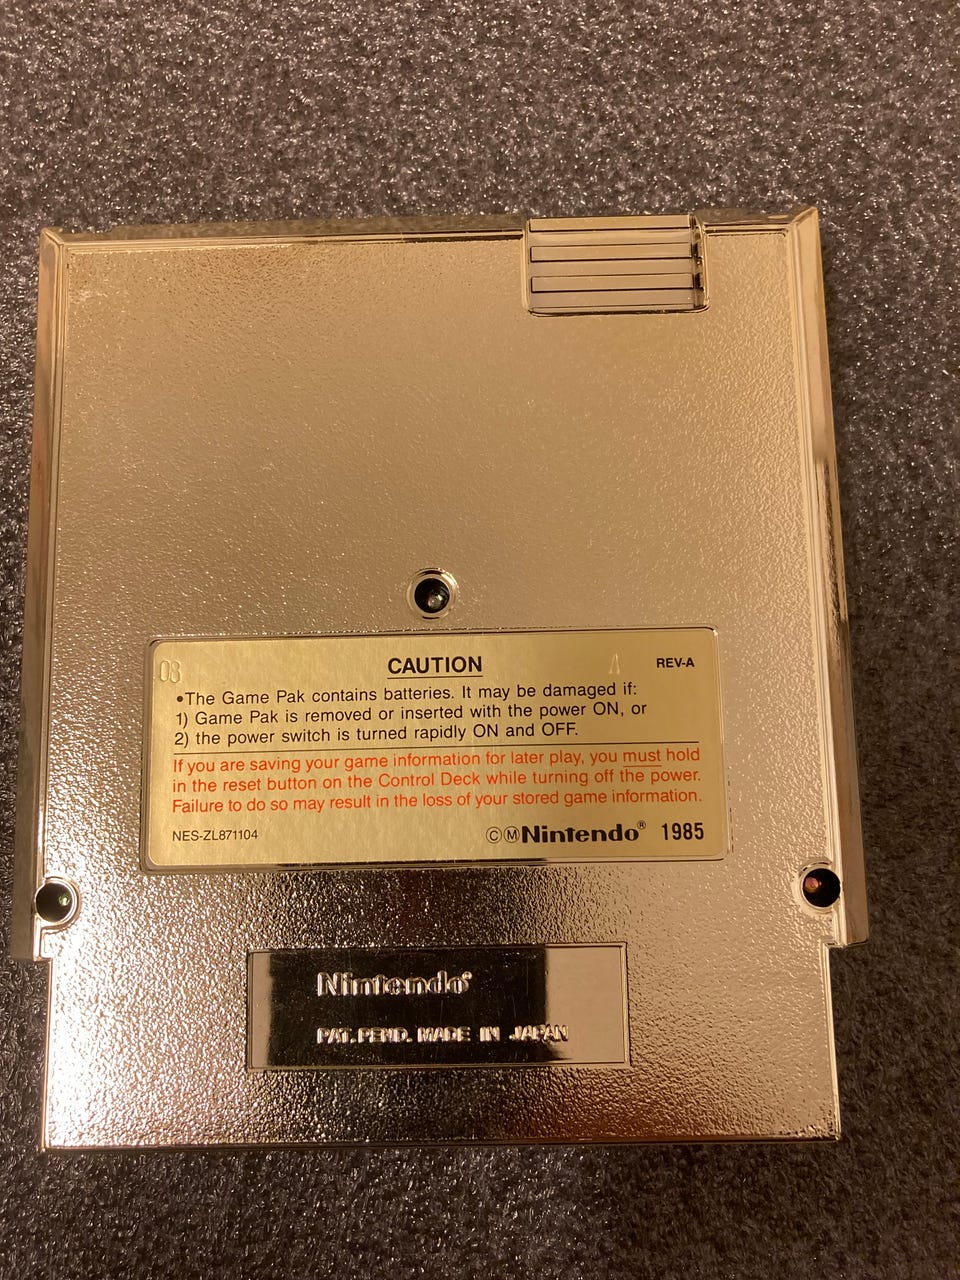 03
A
CAUTION
REV-A
•The Game Pak contains batteries. It may be damaged if:
1) Game Pak is removed or inserted with the power ON, or
2) the power switch is turned rapidly ON and OFF.
If you are saving your game information for later play, you must hold
in the reset button on the Control Deck while turning off the power.
Failure to do so may result in the loss of your stored game information.
NES-ZL871104
ⒸⓂNintendo® 1985
Nintendo®
PAT.PEND. MADE IN JAPAN